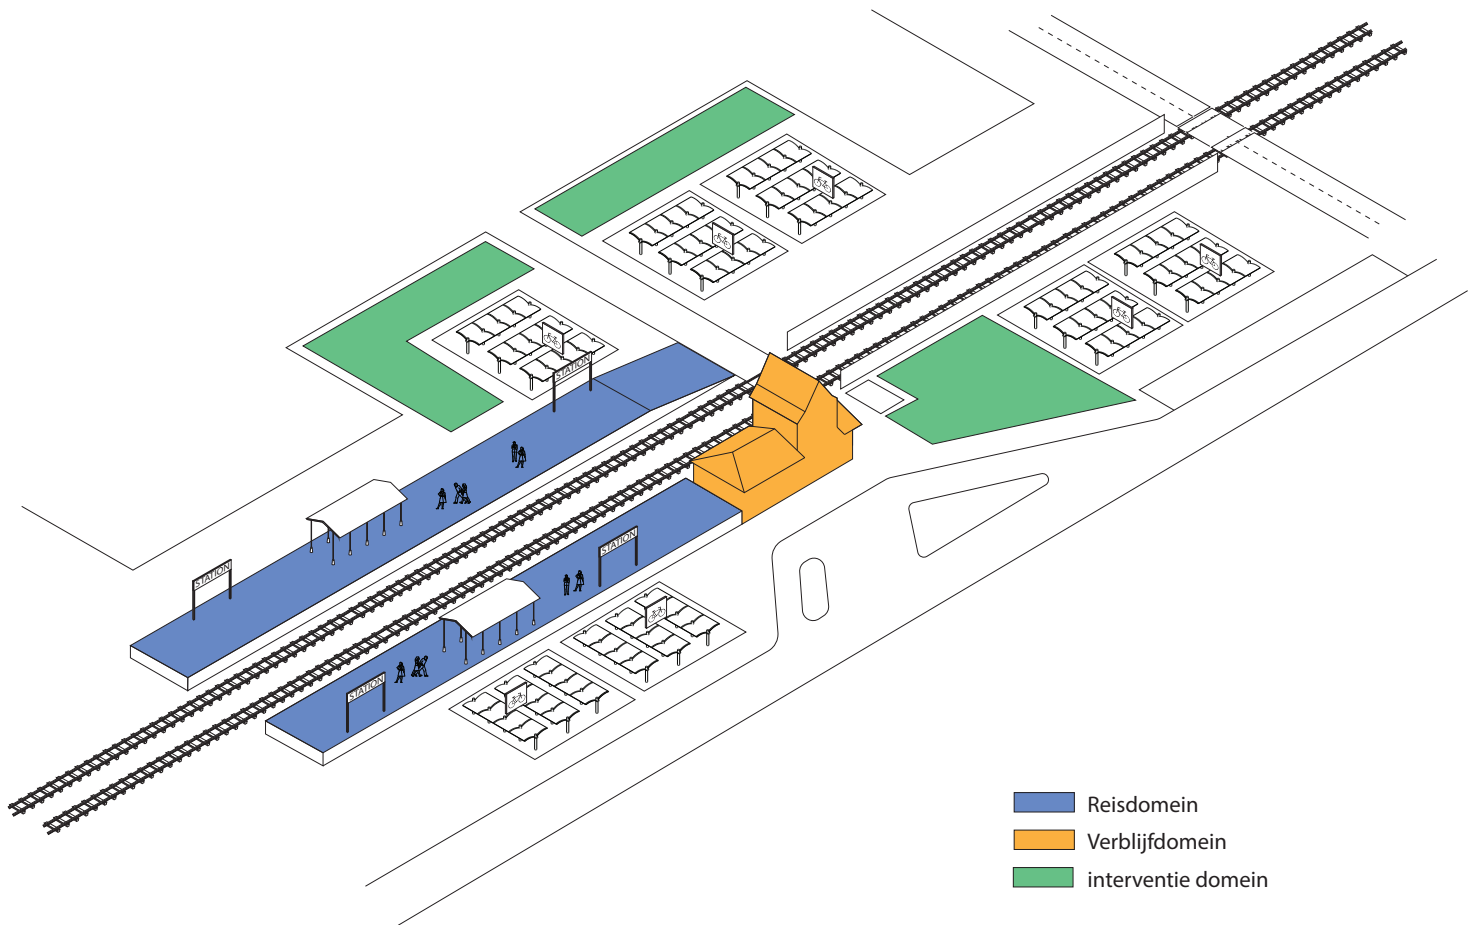 STATION
STATION
STATION
STATION
Reisdomein
Verblijfdomein
interventie domein